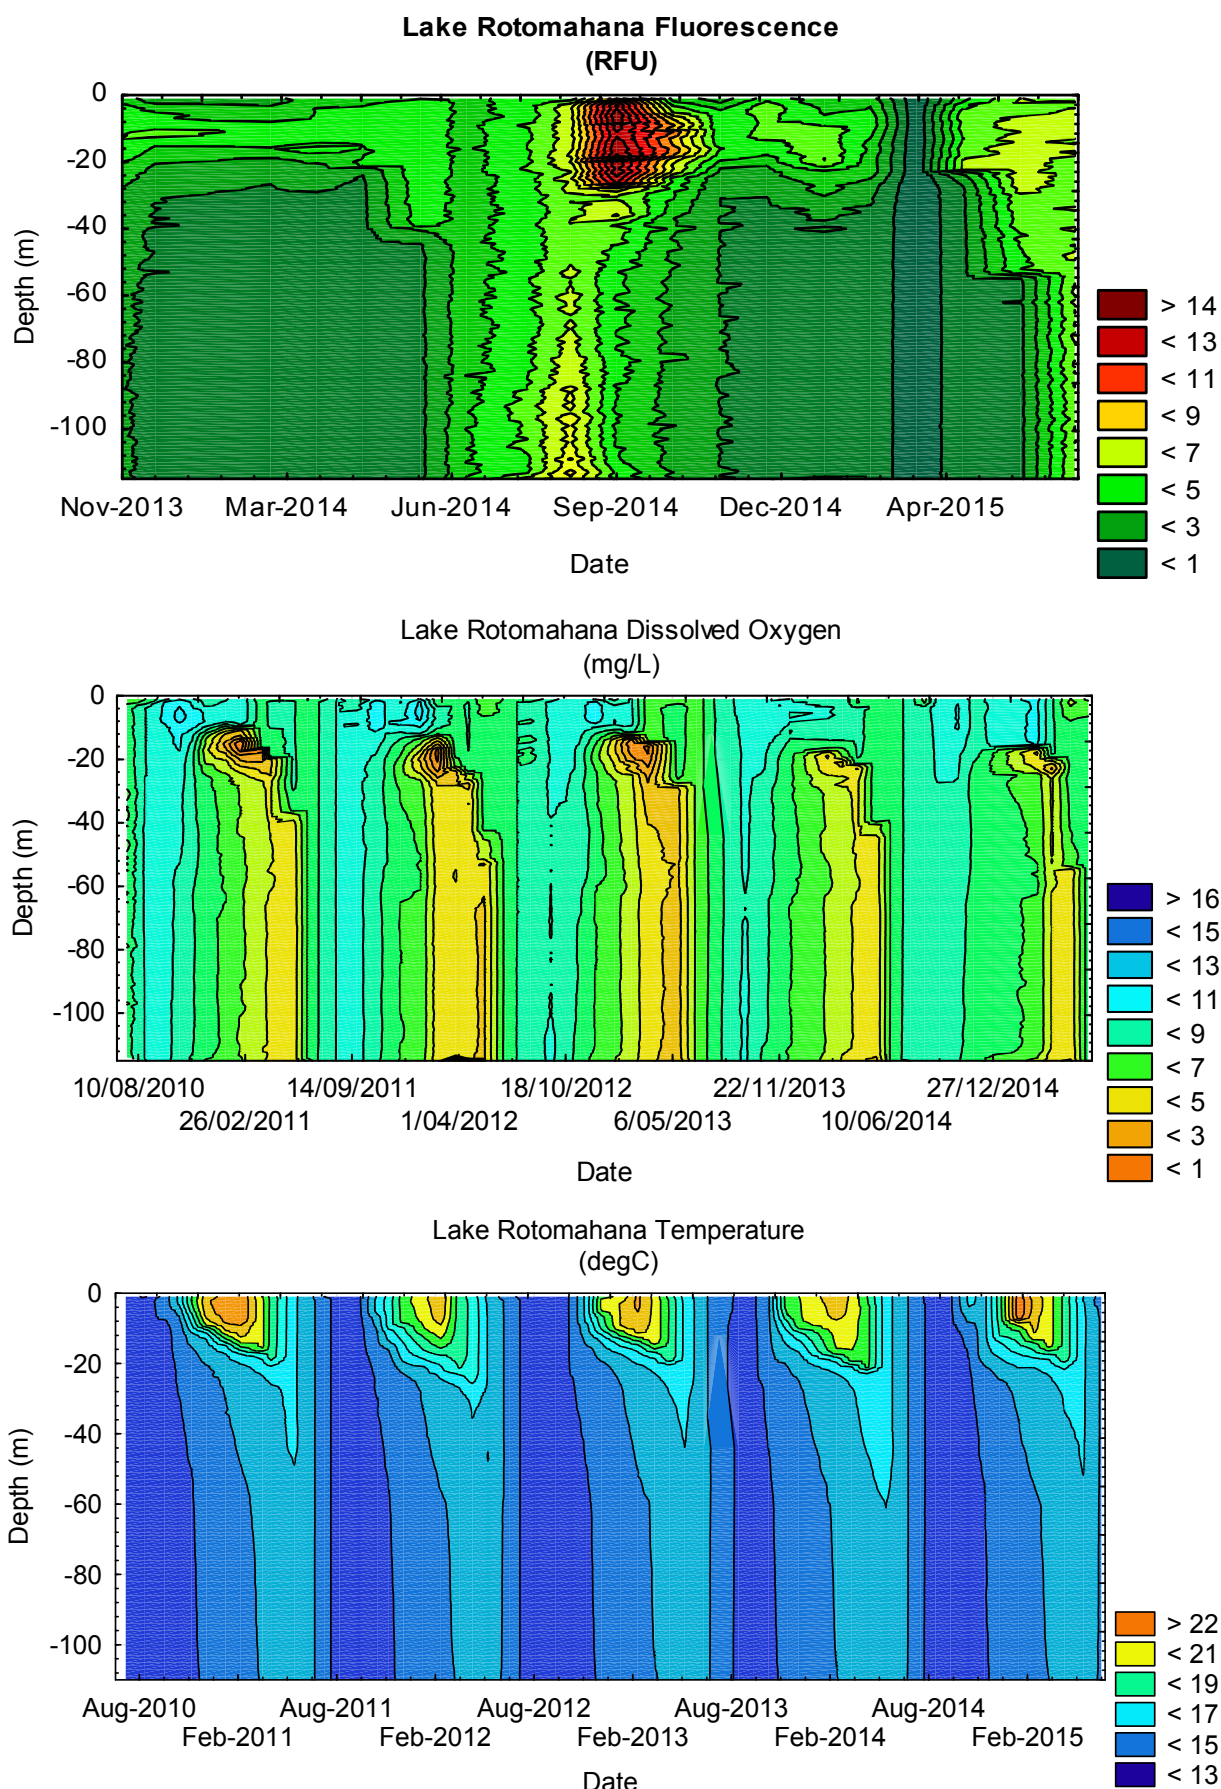 Lake Rotomahana Fluorescence
(RFU)
0
-20
-40
-60
-80
-100
Depth (m)
Nov-2013 Mar-2014 Jun-2014 Sep-2014 Dec-2014 Apr-2015
Date
> 14
< 13
< 11
< 9
< 7
< 5
< 3
< 1
Lake Rotomahana Dissolved Oxygen
(mg/L)
0
-20
-40
-60
-80
-100
Depth (m)
10/08/2010 14/09/2011 18/10/2012 22/11/2013 27/12/2014
26/02/2011 1/04/2012 6/05/2013 10/06/2014
Date
> 16
< 15
< 13
< 11
< 9
< 7
< 5
< 3
< 1
Lake Rotomahana Temperature
(degC)
0
-20
-40
-60
-80
-100
Depth (m)
Aug-2010 Aug-2011 Aug-2012 Aug-2013 Aug-2014
Feb-2011 Feb-2012 Feb-2013 Feb-2014 Feb-2015
Date
> 22
< 21
< 19
< 17
< 15
< 13